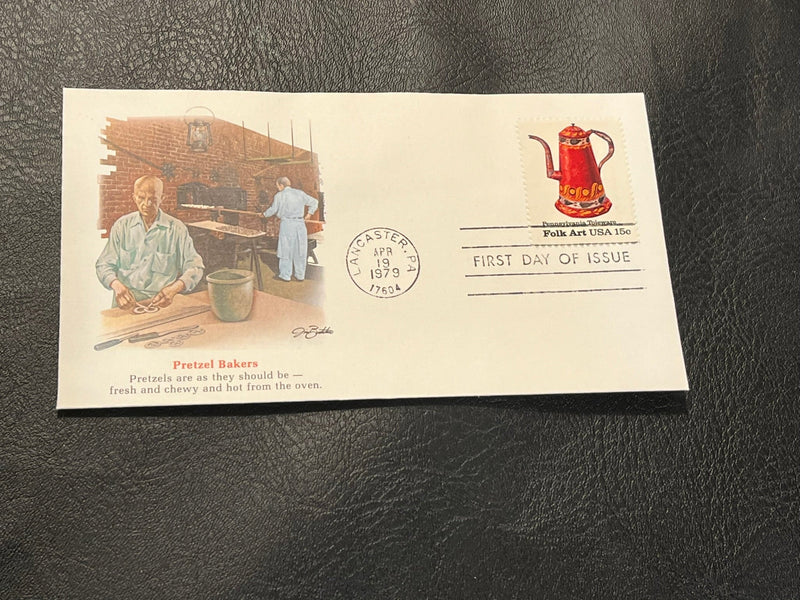 Pennsylvania Toleware
Folk Art USA 15c
LANCASTER, PA
APR
19
1979
17604
FIRST DAY OF ISSUE
Pretzel Bakers
Pretzels are as they should be —
fresh and chewy and hot from the oven.